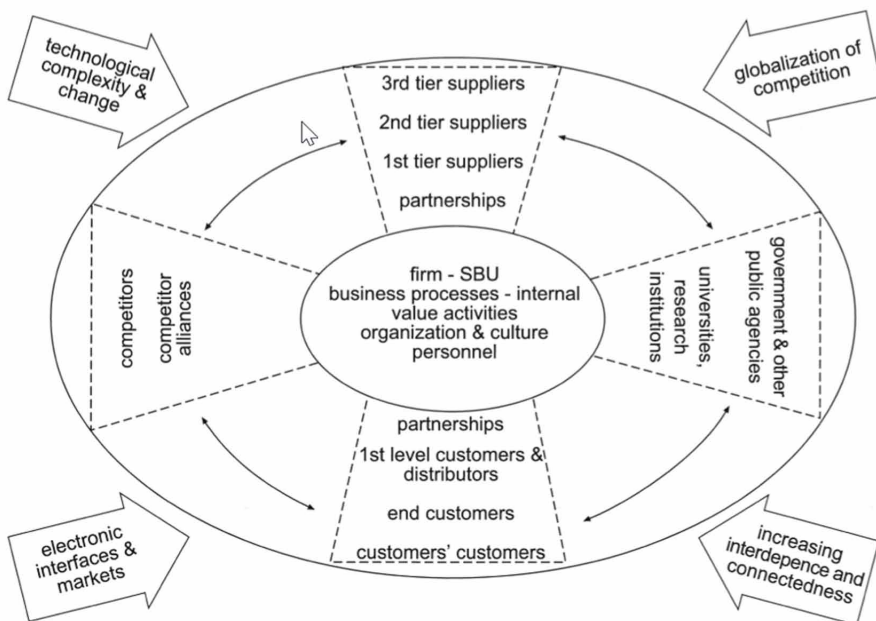 technological
complexity &
change
globalization of
competition
3rd tier suppliers
2nd tier suppliers
1st tier suppliers
partnerships
competitors
competitor
alliances
firm - SBU
business processes - internal
value activities
organization & culture
personnel
universities,
research
institutions
government & other
public agencies
partnerships
1st level customers &
distributors
end customers
customers' customers
electronic
interfaces &
markets
increasing
interdepence and
connectedness